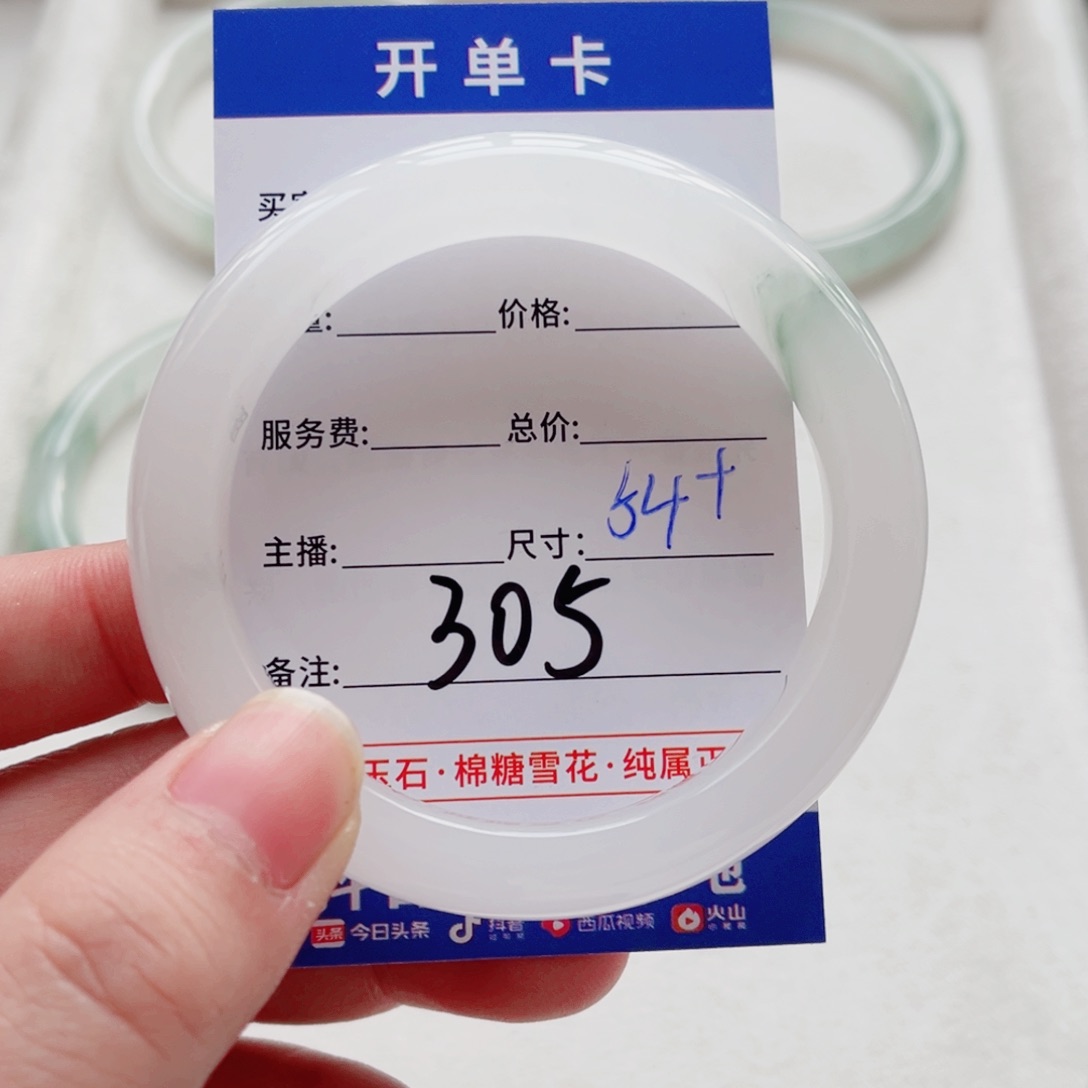 开单卡
买
价格:
服务费: 总价:
主播: 尺寸: 54+
备注: 305
玉石·棉糖雪花·纯属正
今日头条 抖音 西瓜视频 火山